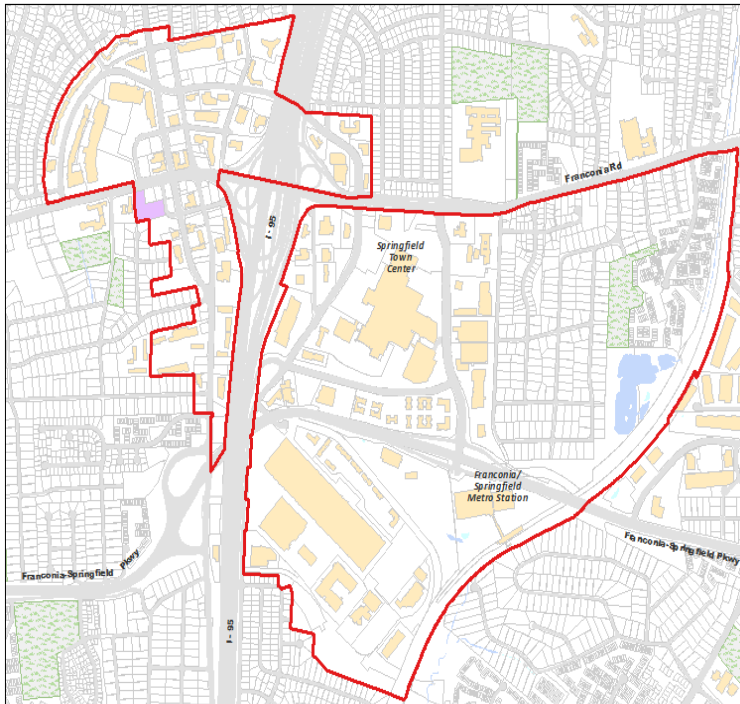 Franconia Rd
I - 95
Springfield
Town
Center
Franconia/
Springfield
Metro Station
Franconia-Springfield Pkwy
Franconia-Springfield Pkwy
I - 95